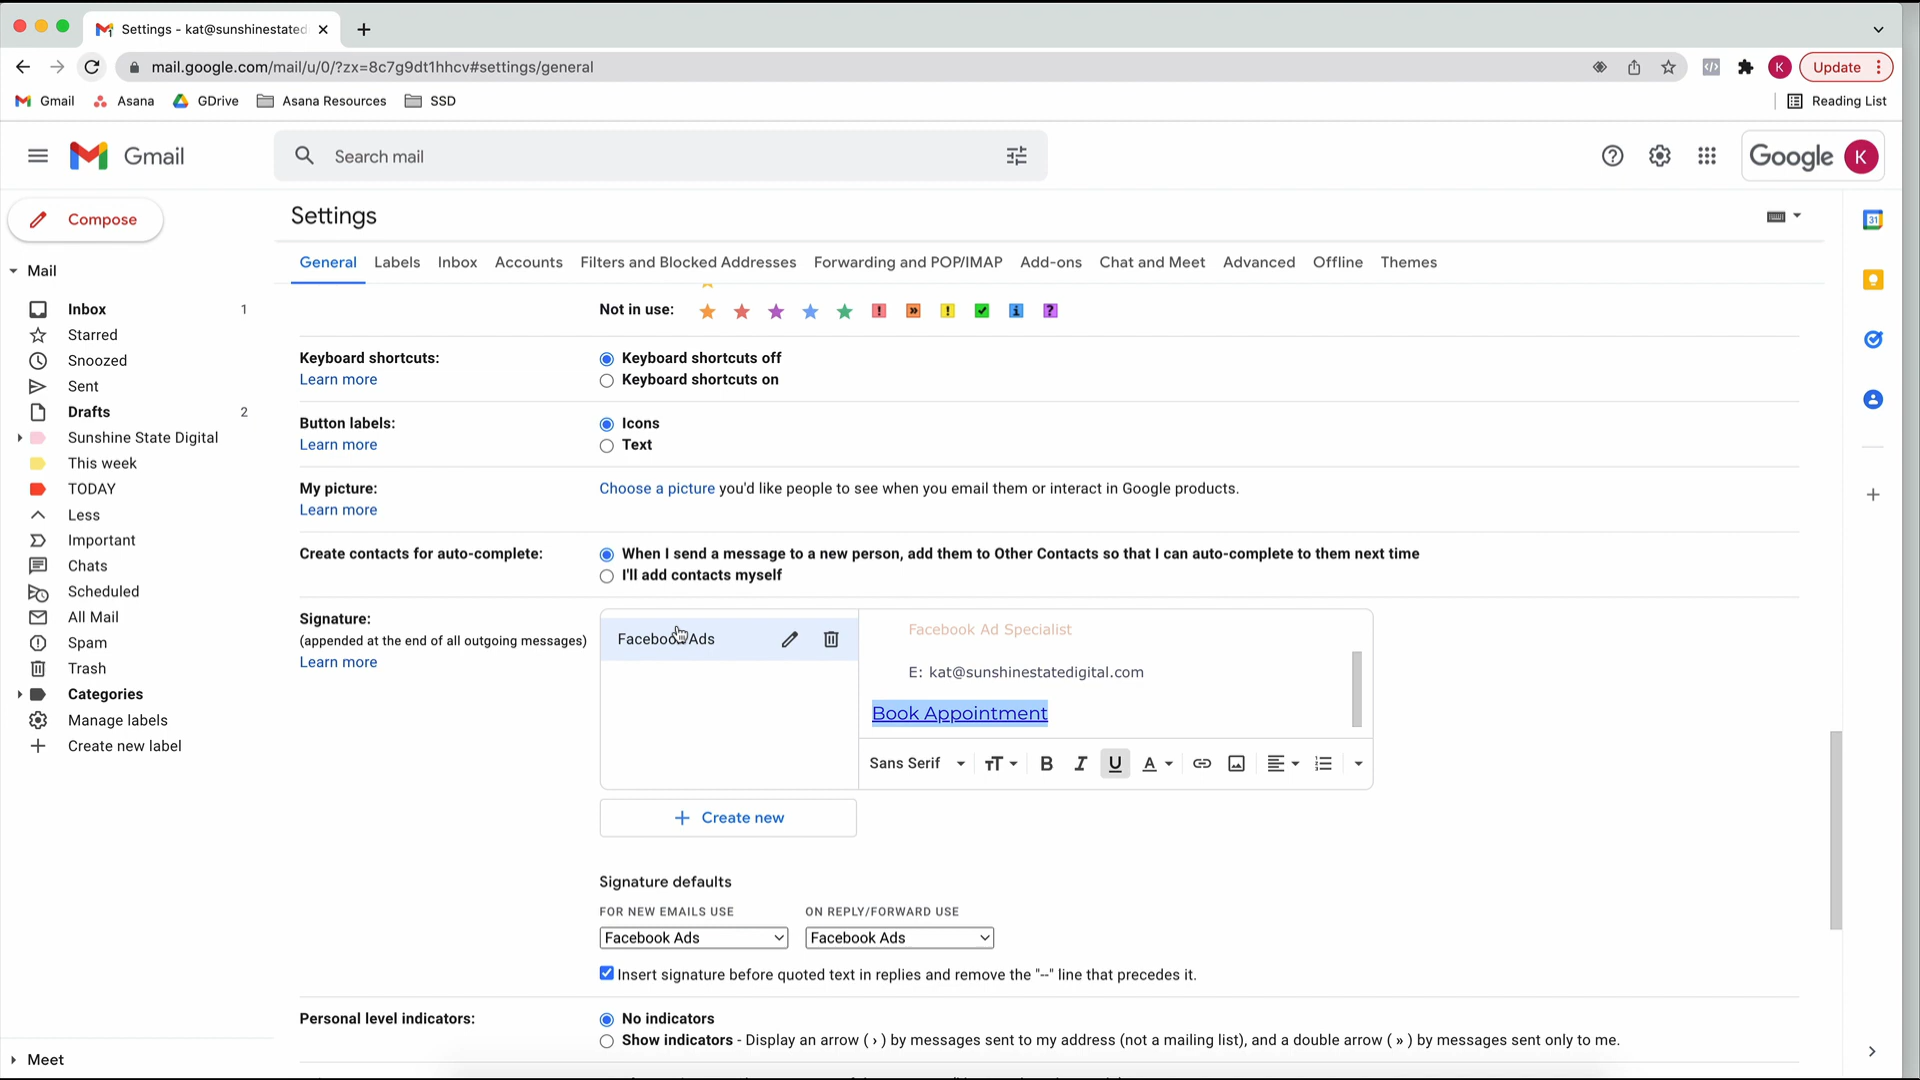 Settings - kat@sunshinestated
mail.google.com/mail/u/0/?zx=8c7g9dt1hhcv#settings/general
K
Update
Gmail
Asana
GDrive
Asana Resources
SSD
Reading List
Gmail
Search mail
Google
K
Compose
Settings
General
Labels
Inbox
Accounts
Filters and Blocked Addresses
Forwarding and POP/IMAP
Add-ons
Chat and Meet
Advanced
Offline
Themes
31
Mail
Inbox 1
Starred
Snoozed
Sent
Drafts 2
Sunshine State Digital
This week
TODAY
Less
Important
Chats
Scheduled
All Mail
Spam
Trash
Categories
Manage labels
Create new label
Meet
Not in use:
Keyboard shortcuts:
Learn more
Keyboard shortcuts off
Keyboard shortcuts on
Button labels:
Learn more
Icons
Text
My picture:
Learn more
Choose a picture you'd like people to see when you email them or interact in Google products.
Create contacts for auto-complete:
When I send a message to a new person, add them to Other Contacts so that I can auto-complete to them next time
I'll add contacts myself
Signature:
(appended at the end of all outgoing messages)
Learn more
Facebook Ads
Facebook Ad Specialist
E: kat@sunshinestatedigital.com
Book Appointment
Sans Serif
Create new
Signature defaults
FOR NEW EMAILS USE
ON REPLY/FORWARD USE
Facebook Ads
Facebook Ads
Insert signature before quoted text in replies and remove the "--" line that precedes it.
Personal level indicators:
No indicators
Show indicators - Display an arrow ( › ) by messages sent to my address (not a mailing list), and a double arrow ( » ) by messages sent only to me.